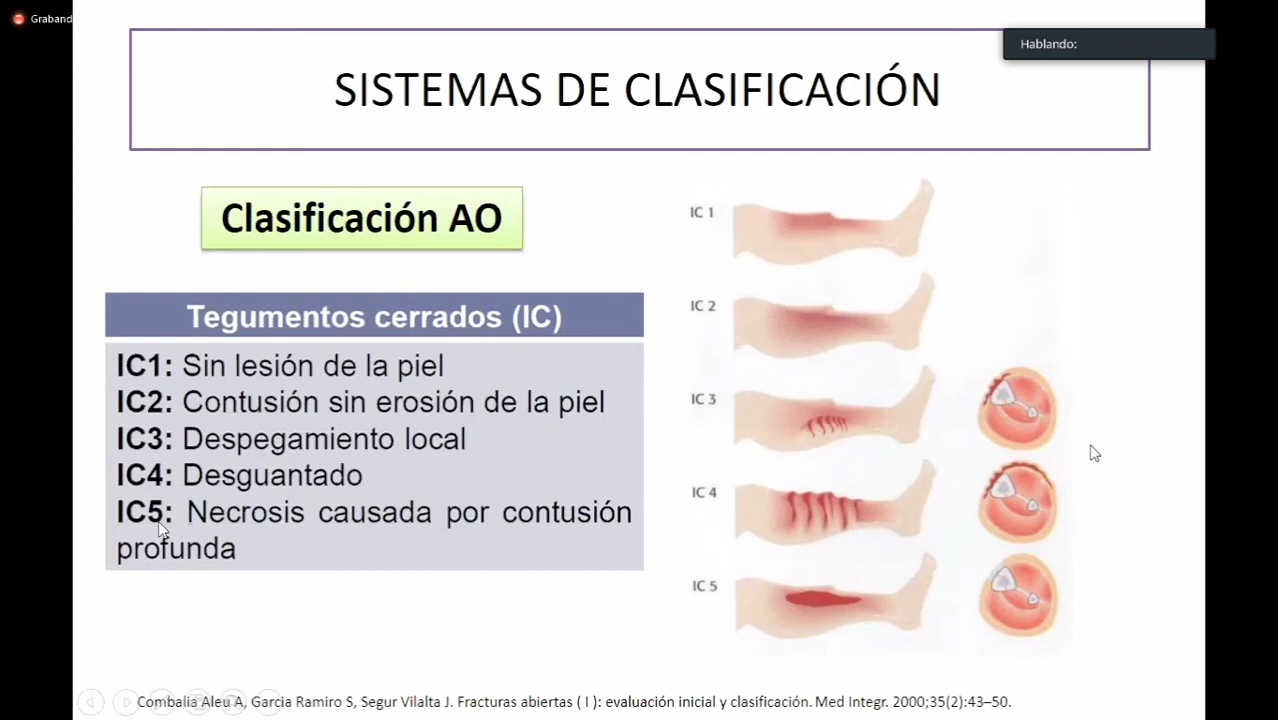 Graband
Hablando:
SISTEMAS DE CLASIFICACIÓN
Clasificación AO
Tegumentos cerrados (IC)
IC1: Sin lesión de la piel
IC2: Contusión sin erosión de la piel
IC3: Despegamiento local
IC4: Desguantado
IC5: Necrosis causada por contusión
profunda
IC 1
IC 2
IC 3
IC 4
IC 5
Combalia Aleu A, Garcia Ramiro S, Segur Vilalta J. Fracturas abiertas ( I ): evaluación inicial y clasificación. Med Integr. 2000;35(2):43–50.